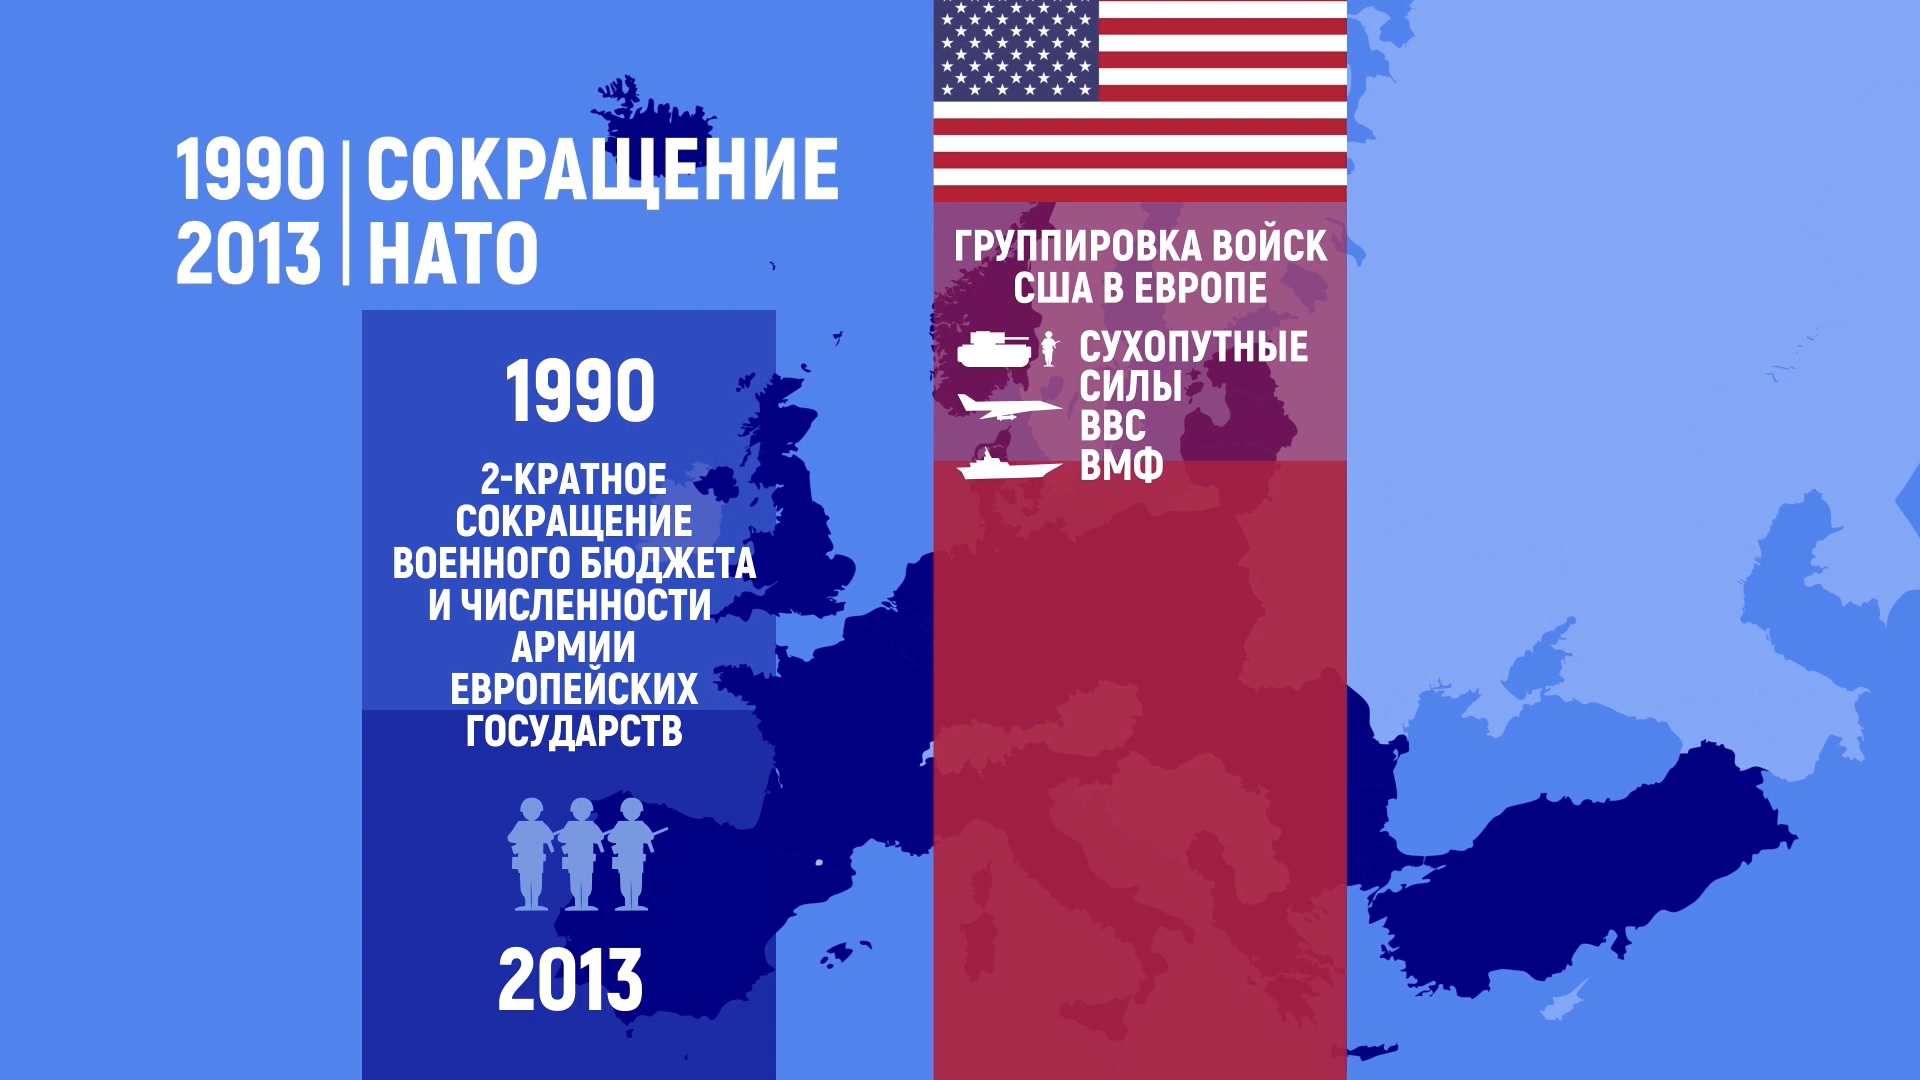 1990 СОКРАЩЕНИЕ
2013 НАТО
1990
2-КРАТНОЕ
СОКРАЩЕНИЕ
ВОЕННОГО БЮДЖЕТА
И ЧИСЛЕННОСТИ
АРМИИ
ЕВРОПЕЙСКИХ
ГОСУДАРСТВ
2013
ГРУППИРОВКА ВОЙСК
США В ЕВРОПЕ
СУХОПУТНЫЕ
СИЛЫ
ВВС
ВМФ